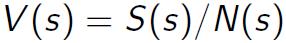 V(s) = S(s)/N(s)